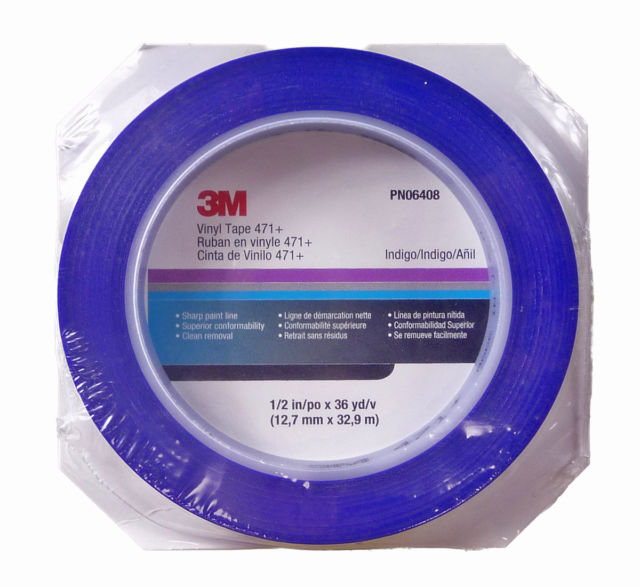 3M
PN06408
Vinyl Tape 471+
Ruban en vinyle 471+
Cinta de Vinilo 471+
Indigo/Indigo/Añil
• Sharp paint line
• Superior conformability
• Clean removal
• Ligne de démarcation nette
• Conformabilité supérieure
• Retrait sans résidus
• Línea de pintura nítida
• Conformabilidad Superior
• Se remueve facilmente
1/2 in/po x 36 yd/v
(12,7 mm x 32,9 m)